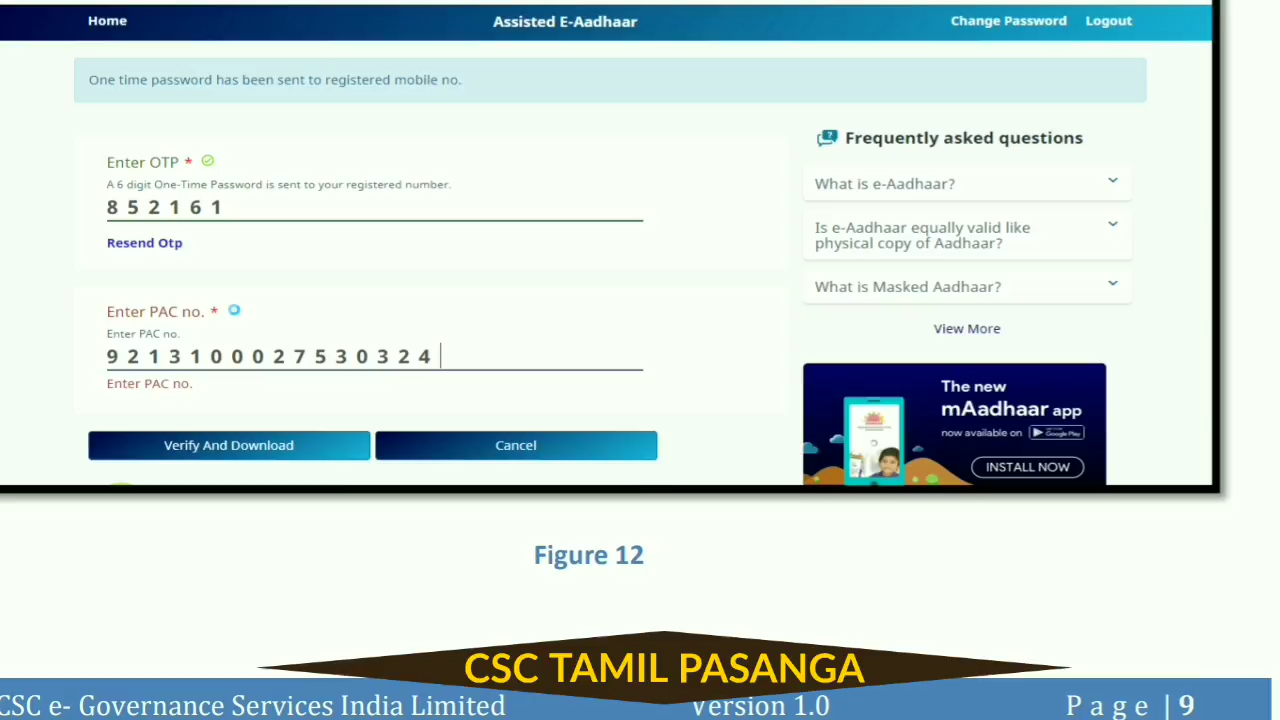 Home Assisted E-Aadhaar Change Password Logout
One time password has been sent to registered mobile no.
Enter OTP *
A 6 digit One-Time Password is sent to your registered number.
8 5 2 1 6 1
Resend Otp
Enter PAC no. *
Enter PAC no.
9 2 1 3 1 0 0 0 2 7 5 3 0 3 2 4
Enter PAC no.
Verify And Download Cancel
Frequently asked questions
What is e-Aadhaar?
Is e-Aadhaar equally valid like
physical copy of Aadhaar?
What is Masked Aadhaar?
View More
The new
mAadhaar app
now available on Google Play
INSTALL NOW
Figure 12
CSC TAMIL PASANGA
CSC e- Governance Services India Limited Version 1.0 P a g e | 9